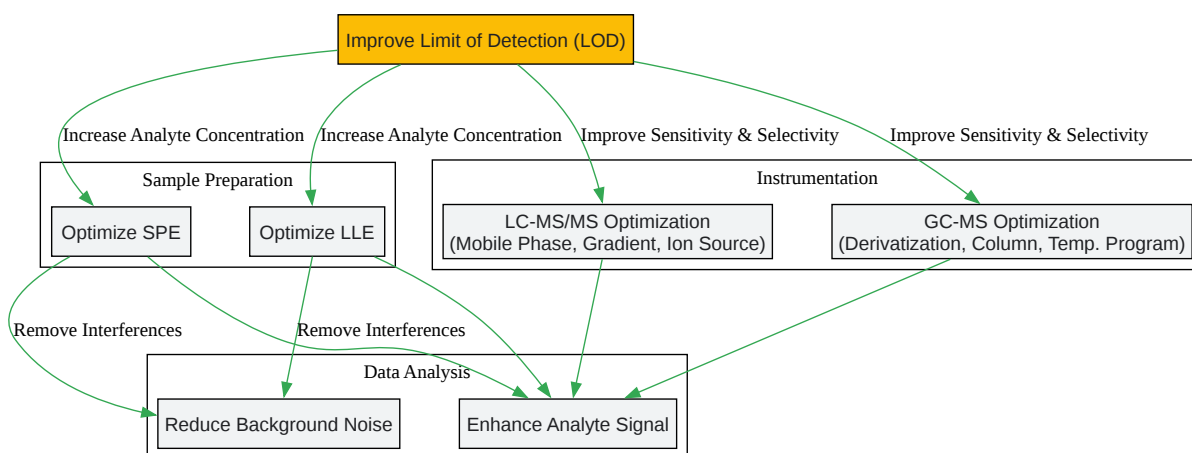 Improve Limit of Detection (LOD)
Increase Analyte Concentration
Increase Analyte Concentration
Improve Sensitivity & Selectivity
Improve Sensitivity & Selectivity
Sample Preparation
Instrumentation
Optimize SPE
Optimize LLE
LC-MS/MS Optimization
(Mobile Phase, Gradient, Ion Source)
GC-MS Optimization
(Derivatization, Column, Temp. Program)
Remove Interferences
Remove Interferences
Data Analysis
Reduce Background Noise
Enhance Analyte Signal